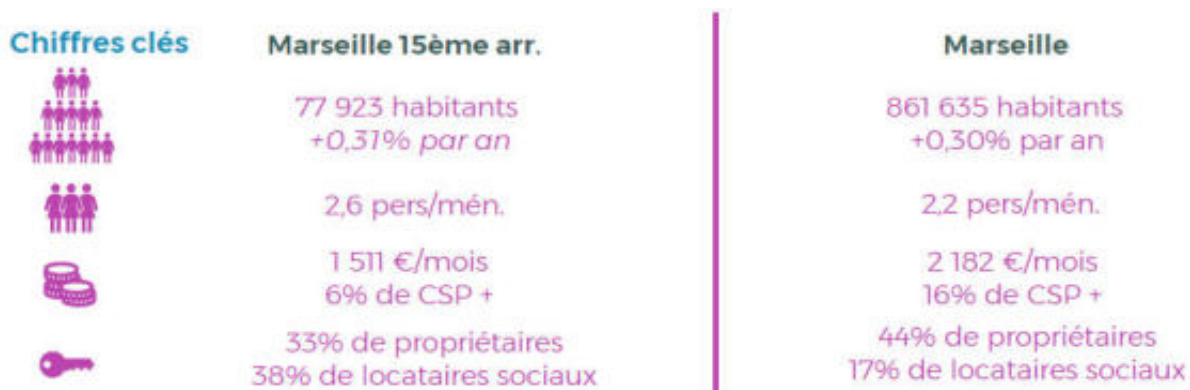 Chiffres clés
Marseille 15ème arr.
Marseille
77 923 habitants
+0,31% par an
861 635 habitants
+0,30% par an
2,6 pers/mén.
2,2 pers/mén.
1 511 €/mois
6% de CSP +
2 182 €/mois
16% de CSP +
33% de propriétaires
38% de locataires sociaux
44% de propriétaires
17% de locataires sociaux